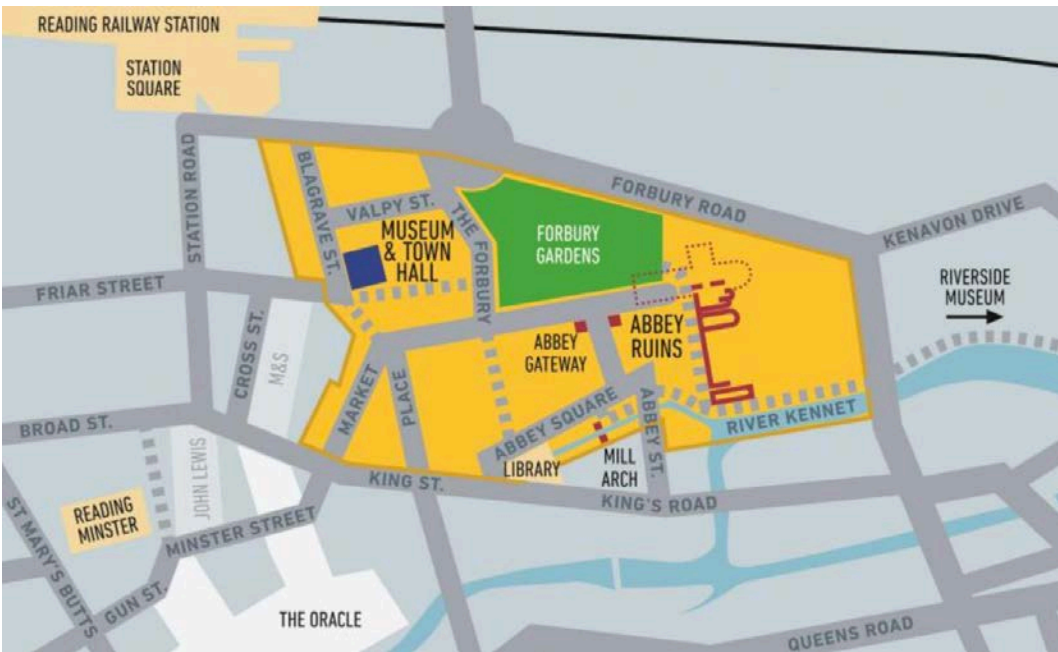 READING RAILWAY STATION
STATION
SQUARE
STATION ROAD
BLAGRAVE ST.
VALPY ST.
THE FORBURY
FORBURY ROAD
KENAVON DRIVE
MUSEUM
& TOWN
HALL
FORBURY
GARDENS
RIVERSIDE
MUSEUM
FRIAR STREET
CROSS ST.
M&S
MARKET
PLACE
ABBEY
GATEWAY
ABBEY
RUINS
ABBEY SQUARE
ABBEY ST.
RIVER KENNET
BROAD ST.
JOHN LEWIS
KING ST.
LIBRARY
MILL
ARCH
KING'S ROAD
READING
MINSTER
MINSTER STREET
ST MARY'S BUTTS
GUN ST.
THE ORACLE
QUEENS ROAD